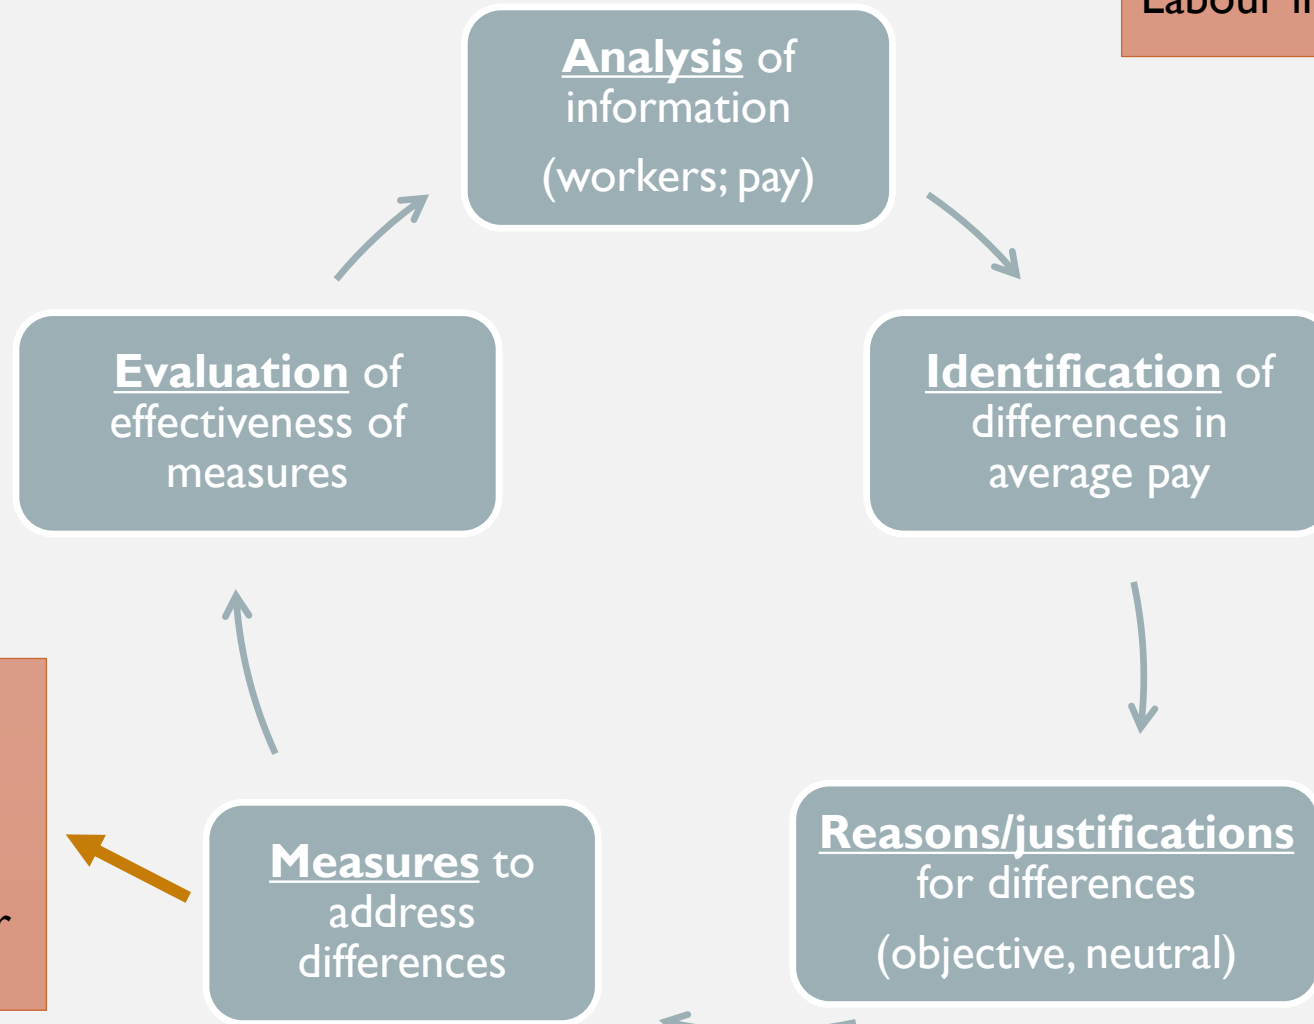 Labour
Analysis of
information
(workers; pay)
Evaluation of
effectiveness of
measures
Identification of
differences in
average pay
Measures to
address
differences
Reasons/justifications
for differences
(objective, neutral)